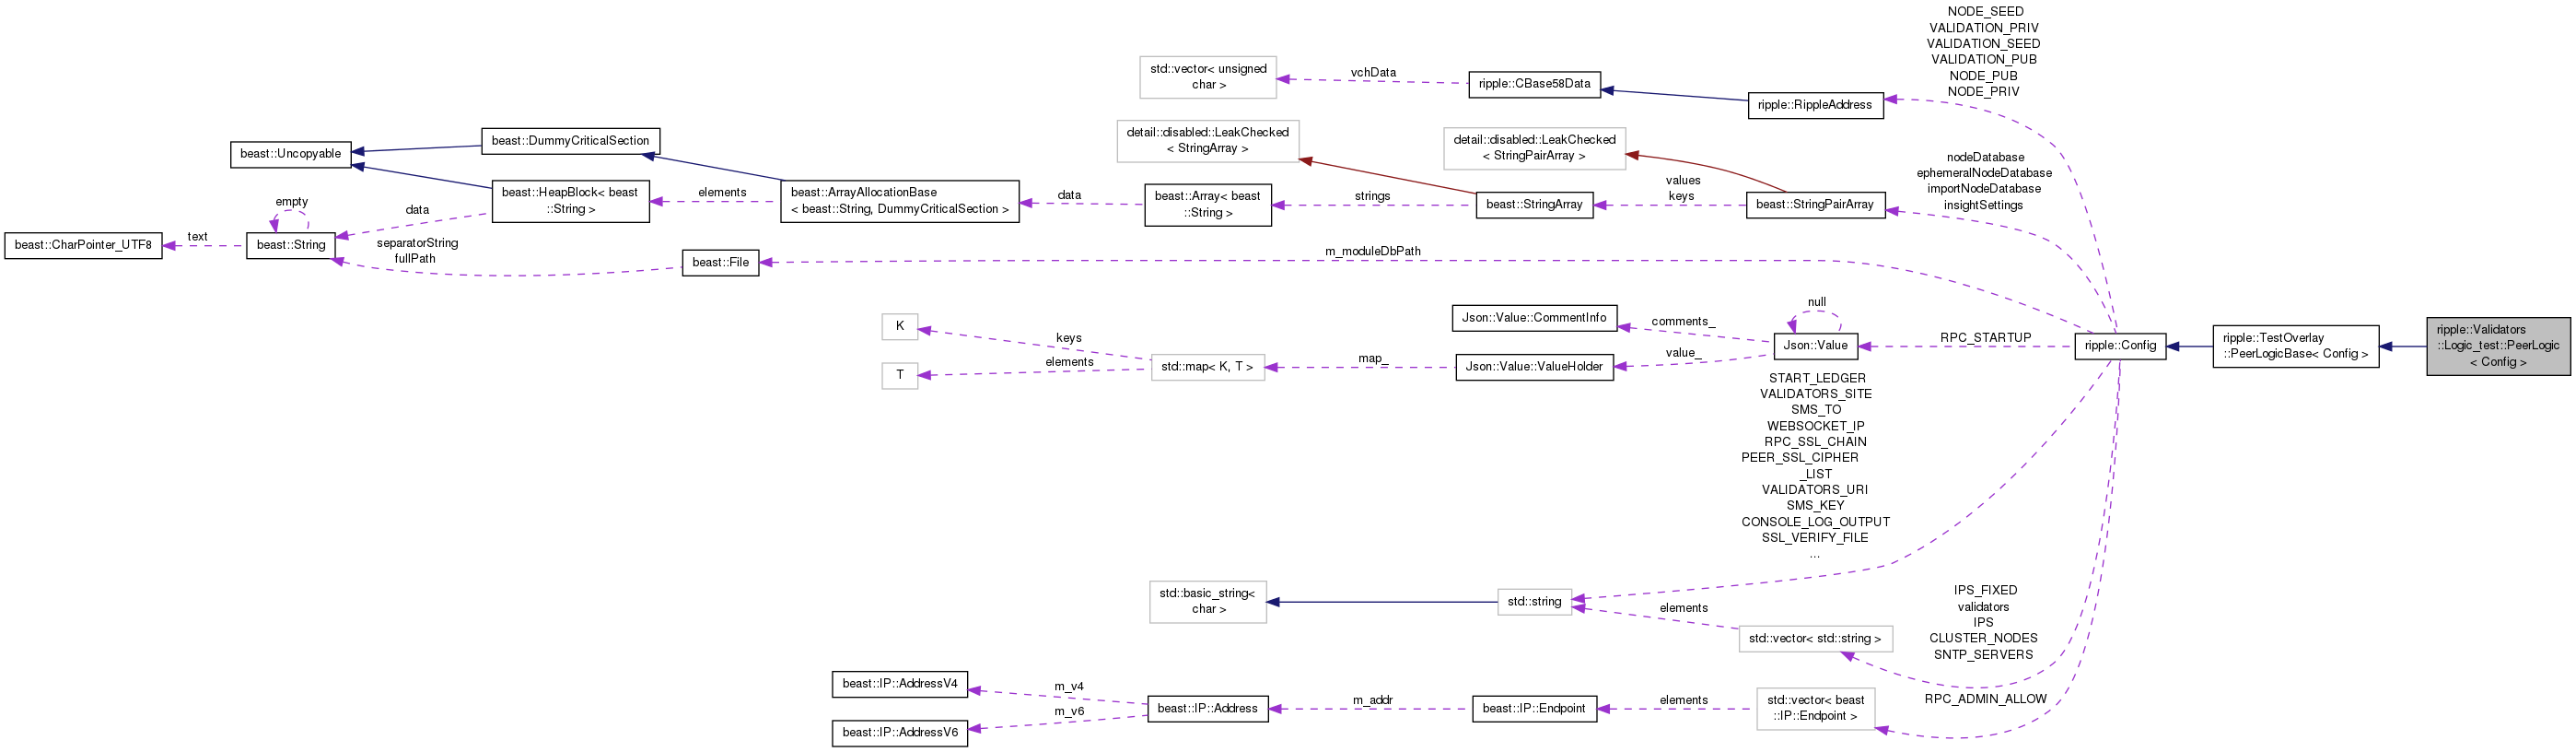 NODE_SEED
VALIDATION_PRIV
VALIDATION_SEED
VALIDATION_PUB
NODE_PUB
NODE_PRIV
std::vector< unsigned
char >
vchData
ripple::CBase58Data
ripple::RippleAddress
beast::Uncopyable
beast::DummyCriticalSection
detail::disabled::LeakChecked
< StringArray >
detail::disabled::LeakChecked
< StringPairArray >
nodeDatabase
ephemeralNodeDatabase
importNodeDatabase
insightSettings
beast::HeapBlock< beast
::String >
elements
beast::ArrayAllocationBase
< beast::String, DummyCriticalSection >
data
beast::Array< beast
::String >
strings
beast::StringArray
values
keys
beast::StringPairArray
empty
data
beast::CharPointer_UTF8
text
beast::String
separatorString
fullPath
beast::File
m_moduleDbPath
K
keys
T
elements
std::map< K, T >
map_
Json::Value::CommentInfo
comments_
Json::Value::ValueHolder
value_
null
Json::Value
RPC_STARTUP
ripple::Config
ripple::TestOverlay
::PeerLogicBase< Config >
ripple::Validators
::Logic_test::PeerLogic
< Config >
START_LEDGER
VALIDATORS_SITE
SMS_TO
WEBSOCKET_IP
RPC_SSL_CHAIN
PEER_SSL_CIPHER
_LIST
VALIDATORS_URI
SMS_KEY
CONSOLE_LOG_OUTPUT
SSL_VERIFY_FILE
...
std::basic_string<
char >
std::string
elements
std::vector< std::string >
IPS_FIXED
validators
IPS
CLUSTER_NODES
SNTP_SERVERS
beast::IP::AddressV4
m_v4
beast::IP::AddressV6
m_v6
beast::IP::Address
m_addr
beast::IP::Endpoint
elements
std::vector< beast
::IP::Endpoint >
RPC_ADMIN_ALLOW